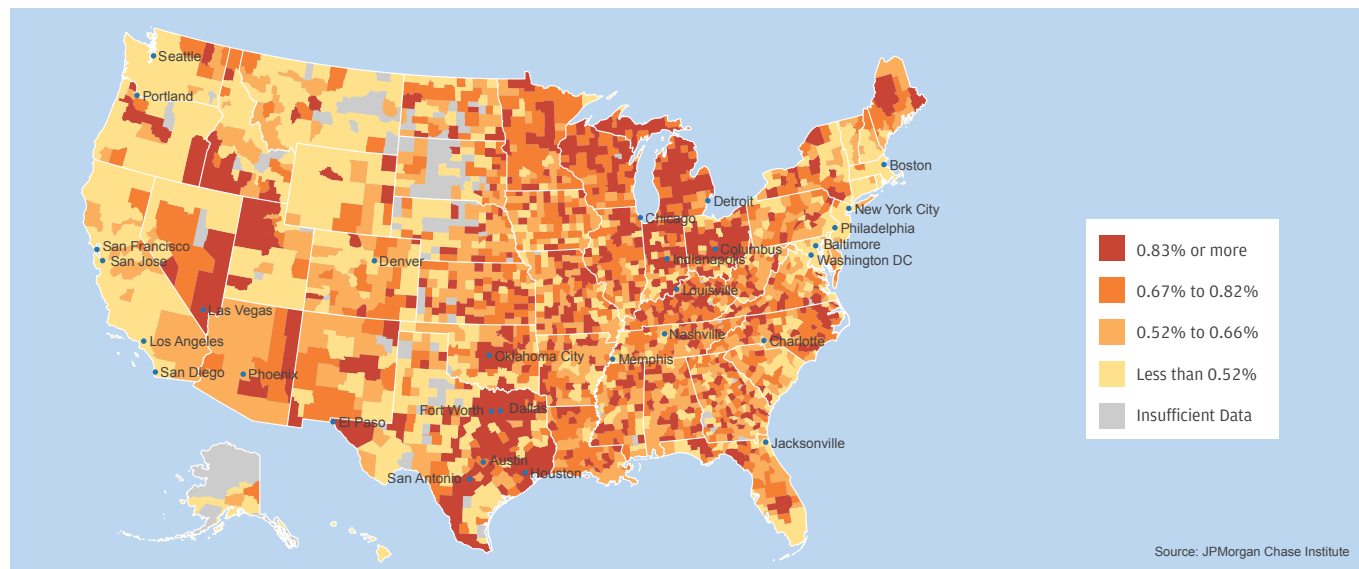 Seattle
Portland
Boston
Detroit
New York City
Chicago
Philadelphia
San Francisco
Columbus
Baltimore
San Jose
Denver
Indianapolis
Washington DC
Louisville
Las Vegas
Nashville
Los Angeles
Oklahoma City
Memphis
Charlotte
San Diego
Phoenix
Fort Worth
Dallas
El Paso
Jacksonville
Austin
Houston
San Antonio
0.83% or more
0.67% to 0.82%
0.52% to 0.66%
Less than 0.52%
Insufficient Data
Source: JPMorgan Chase Institute